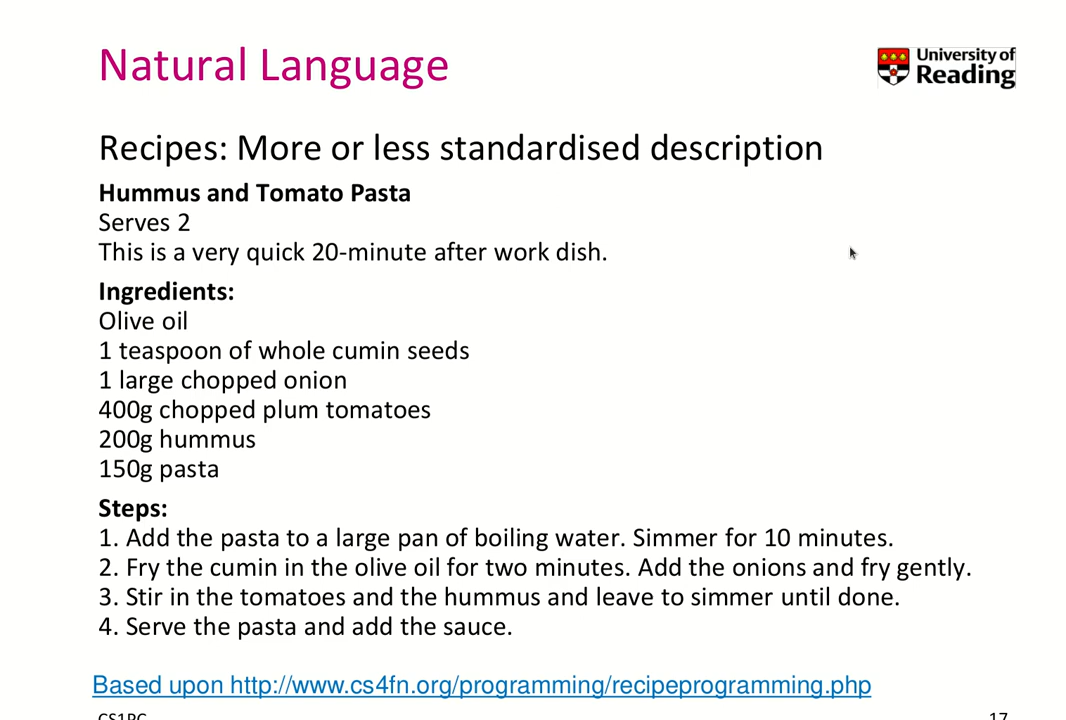 Natural Language
University of
Reading
Recipes: More or less standardised description
Hummus and Tomato Pasta
Serves 2
This is a very quick 20-minute after work dish.
Ingredients:
Olive oil
1 teaspoon of whole cumin seeds
1 large chopped onion
400g chopped plum tomatoes
200g hummus
150g pasta
Steps:
1. Add the pasta to a large pan of boiling water. Simmer for 10 minutes.
2. Fry the cumin in the olive oil for two minutes. Add the onions and fry gently.
3. Stir in the tomatoes and the hummus and leave to simmer until done.
4. Serve the pasta and add the sauce.
Based upon http://www.cs4fn.org/programming/recipeprogramming.php
17